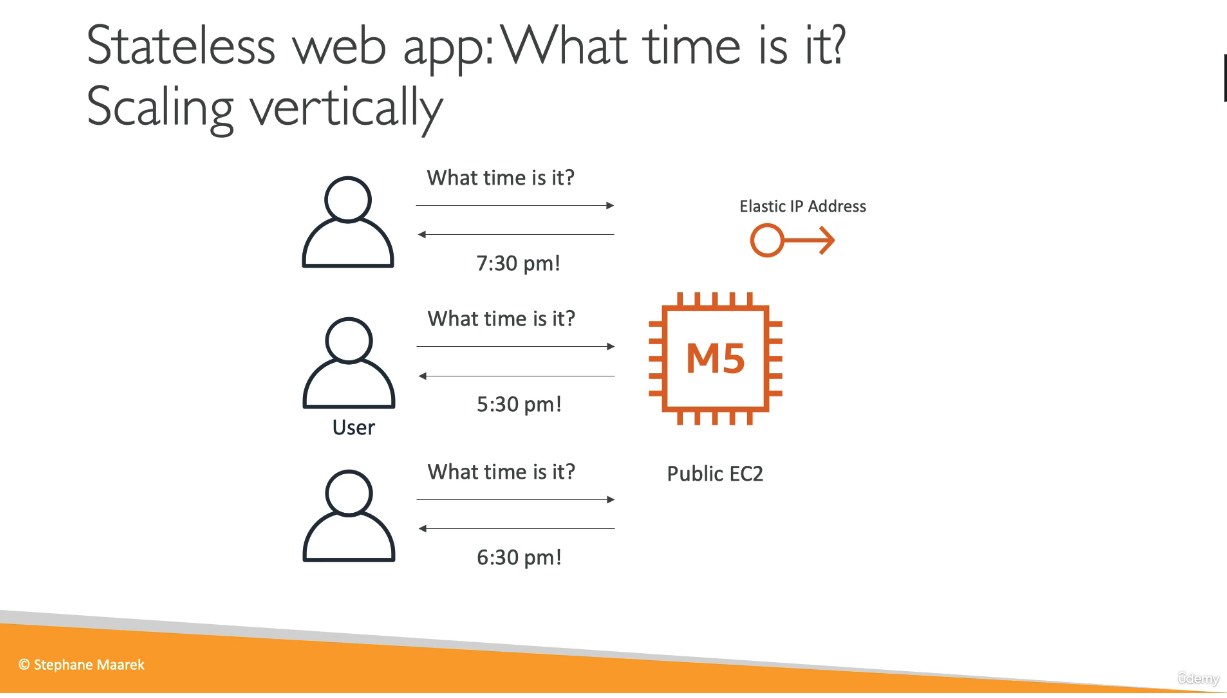 Stateless web app: What time is it?
Scaling vertically
What time is it?
7:30 pm!
Elastic IP Address
What time is it?
5:30 pm!
User
M5
What time is it?
6:30 pm!
Public EC2
© Stephane Maarek
ûdemy